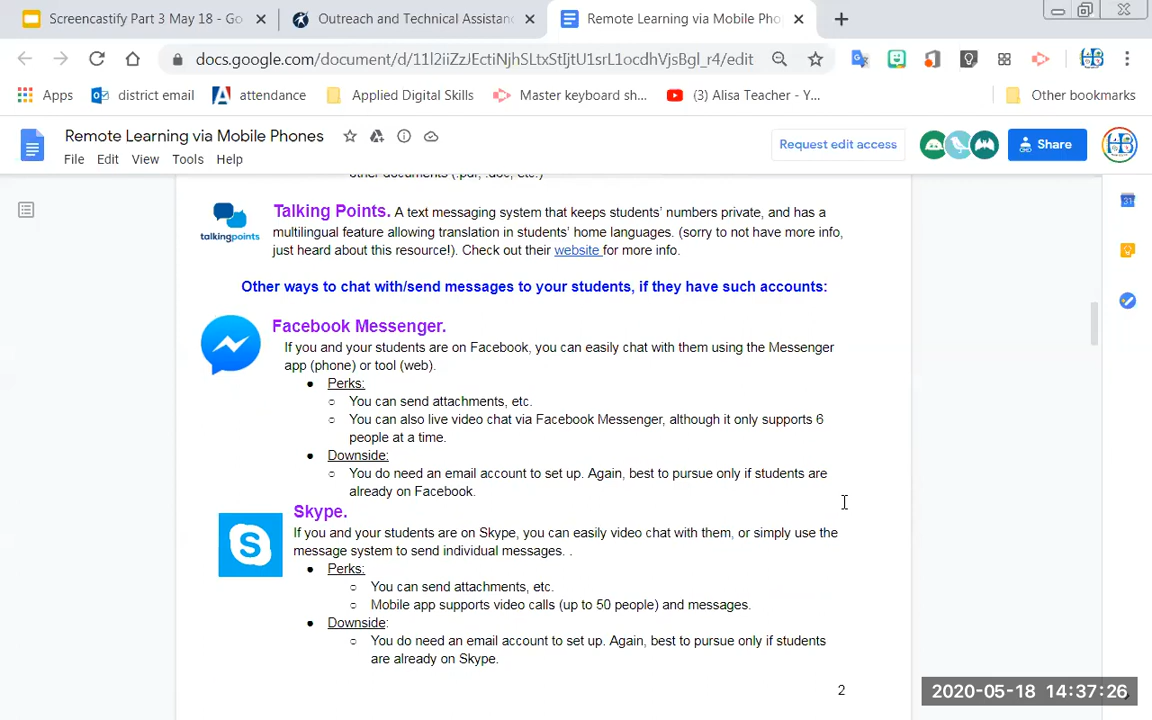 Screencastify Part 3 May 18 - Go
Outreach and Technical Assistanc
Remote Learning via Mobile Pho
docs.google.com/document/d/11l2iiZzJEctiNjhSLtxStIjtU1srL1ocdhVjsBgl_r4/edit
Apps
district email
attendance
Applied Digital Skills
Master keyboard sh...
(3) Alisa Teacher - Y...
Other bookmarks
Remote Learning via Mobile Phones
Request edit access
Share
File Edit View Tools Help
other documents (.pdf, .doc, etc.)
talkingpoints
Talking Points. A text messaging system that keeps students' numbers private, and has a
multilingual feature allowing translation in students' home languages. (sorry to not have more info,
just heard about this resource!). Check out their website for more info.
Other ways to chat with/send messages to your students, if they have such accounts:
Facebook Messenger.
If you and your students are on Facebook, you can easily chat with them using the Messenger
app (phone) or tool (web).
● Perks:
○ You can send attachments, etc.
○ You can also live video chat via Facebook Messenger, although it only supports 6
people at a time.
● Downside:
○ You do need an email account to set up. Again, best to pursue only if students are
already on Facebook.
Skype.
If you and your students are on Skype, you can easily video chat with them, or simply use the
message system to send individual messages. .
● Perks:
○ You can send attachments, etc.
○ Mobile app supports video calls (up to 50 people) and messages.
● Downside:
○ You do need an email account to set up. Again, best to pursue only if students
are already on Skype.
2
2020-05-18 14:37:26